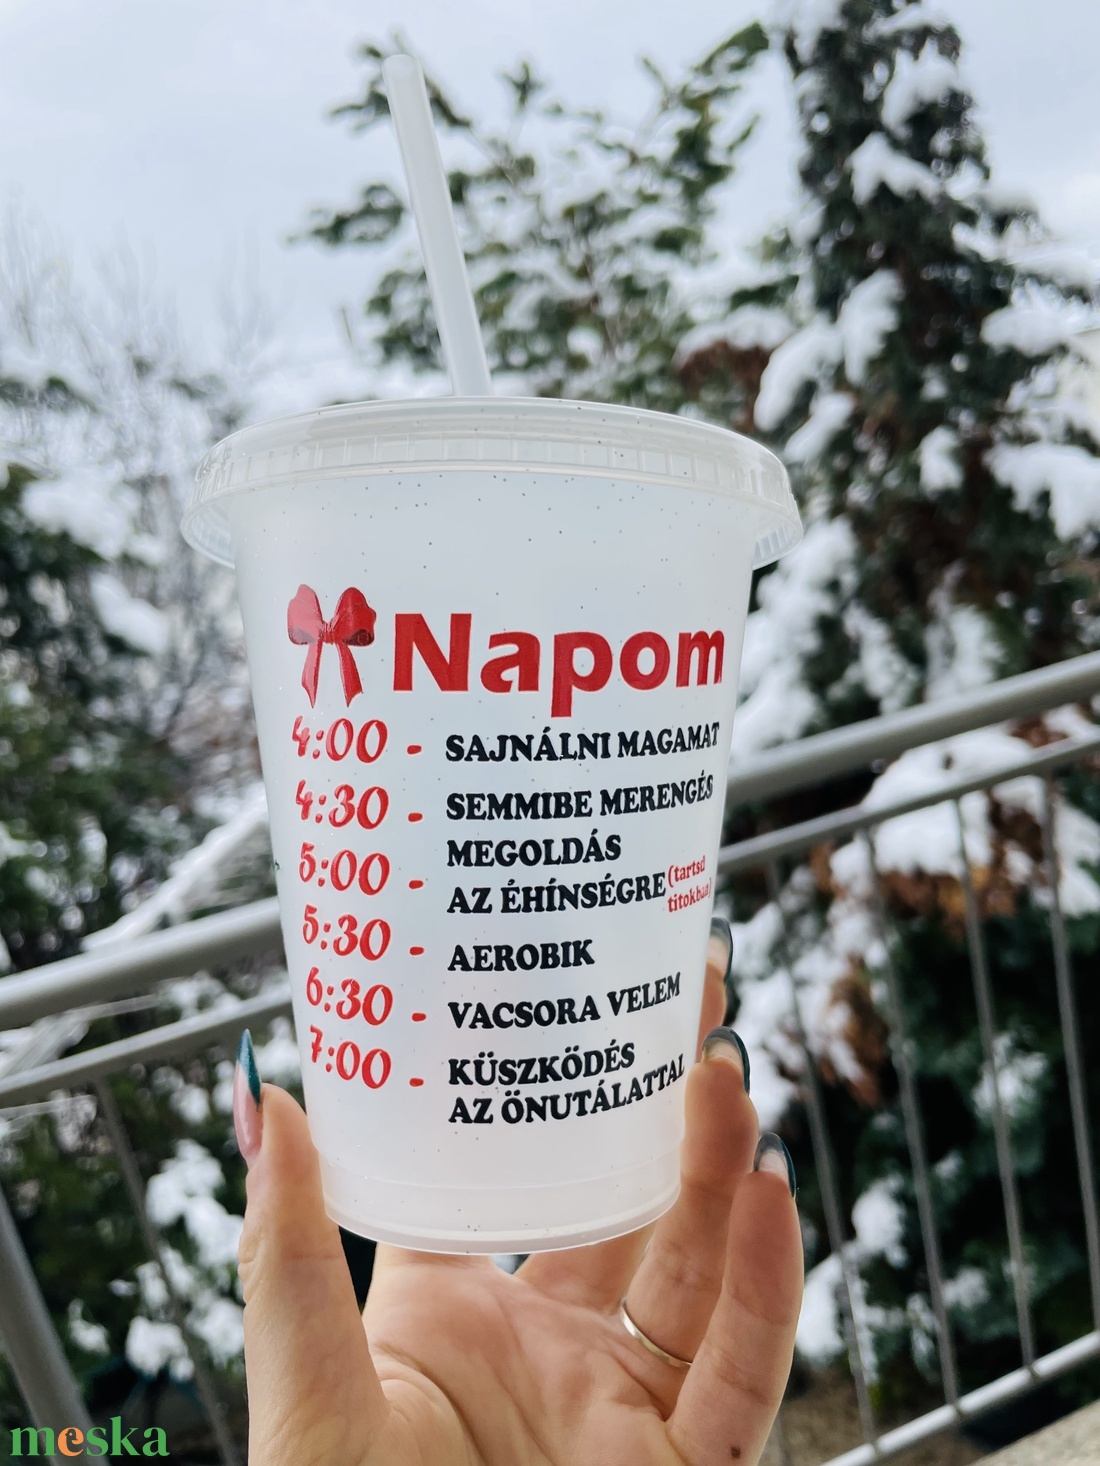 Napom
4:00 - SAJNÁLNI MAGAMAT
4:30 - SEMMIBE MERENGÉS
5:00 - MEGOLDÁS
AZ ÉHÍNSÉGRE (tartsd
titokban)
5:30 - AEROBIK
6:30 - VACSORA VELEM
7:00 - KÜSZKÖDÉS
AZ ÖNUTÁLATTAL
meska